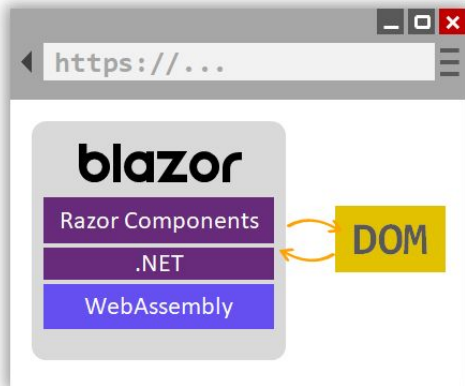 https://...
blazor
Razor Components
DOM
.NET
WebAssembly